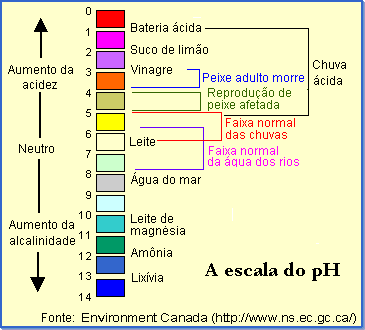 0
1
2
3
4
5
6
7
8
9
10
11
12
13
14
Aumento da
acidez
Neutro
Aumento da
alcalinidade
Bateria ácida
Suco de limão
Vinagre
Leite
Água do mar
Leite de
magnésia
Amônia
Lixívia
Peixe adulto morre
Reprodução de
peixe afetada
Faixa normal
das chuvas
Faixa normal
da água dos rios
Chuva
ácida
A escala do pH
Fonte: Environment Canada (http://www.ns.ec.gc.ca/)